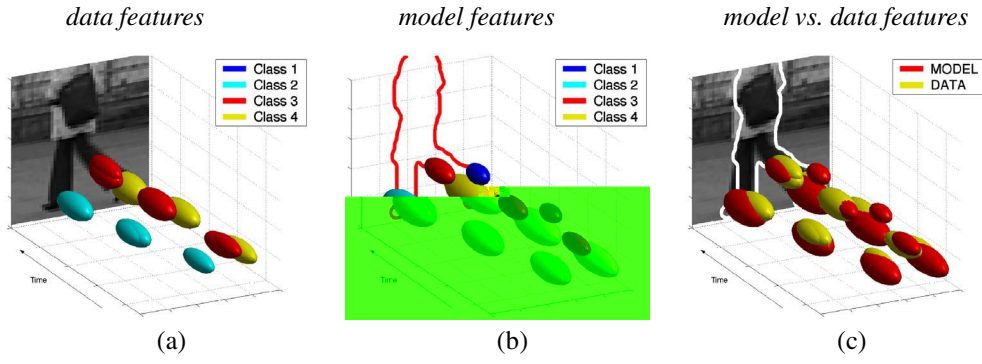 data features
model features
model vs. data features
Class 1
Class 2
Class 3
Class 4
Time
(a)
Class 1
Class 2
Class 3
Class 4
(b)
MODEL
DATA
Time
(c)